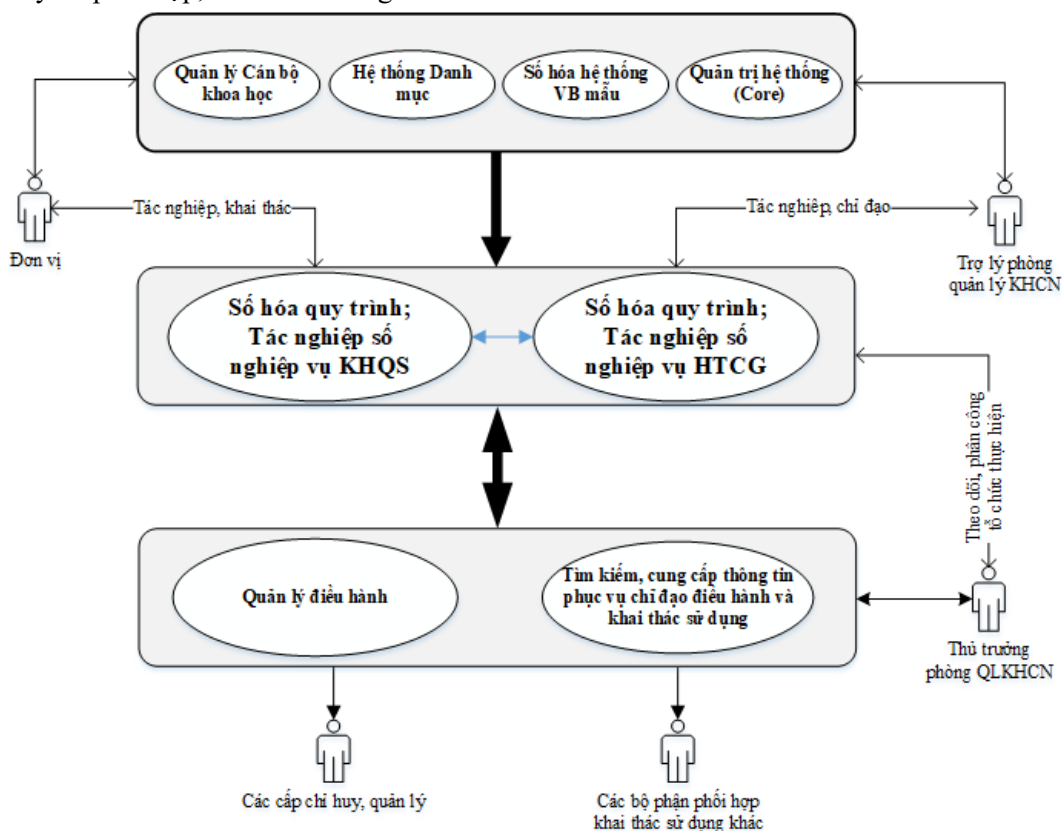 Quản lý Cán bộ
khoa học
Hệ thống Danh
mục
Số hóa hệ thống
VB mẫu
Quản trị hệ thống
(Core)
Tác nghiệp, khai thác
Tác nghiêp, chỉ đạo
Đơn vị
Trợ lý phòng
quản lý KHCN
Số hóa quy trình;
Tác nghiệp số
nghiệp vụ KHQS
Số hóa quy trình;
Tác nghiệp số
nghiệp vụ HTCG
Theo dõi, phân công
tổ chức thực hiện
Quản lý điều hành
Tìm kiếm, cung cấp thông tin
phục vụ chỉ đạo điều hành và
khai thác sử dụng
Thủ trưởng
phòng QLKHCN
Các cấp chỉ huy, quản lý
Các bộ phận phối hợp
khai thác sử dụng khác